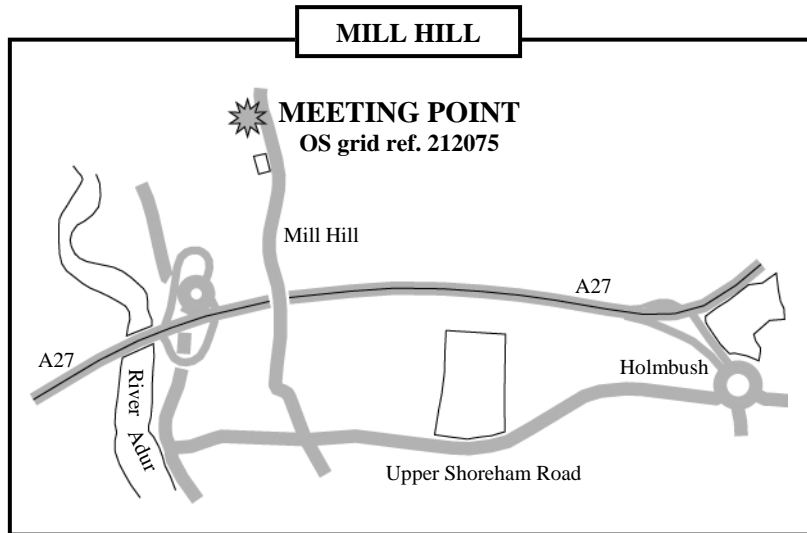 MILL HILL
MEETING POINT
OS grid ref. 212075
Mill Hill
A27
A27
Holmbush
River
Adur
Upper Shoreham Road